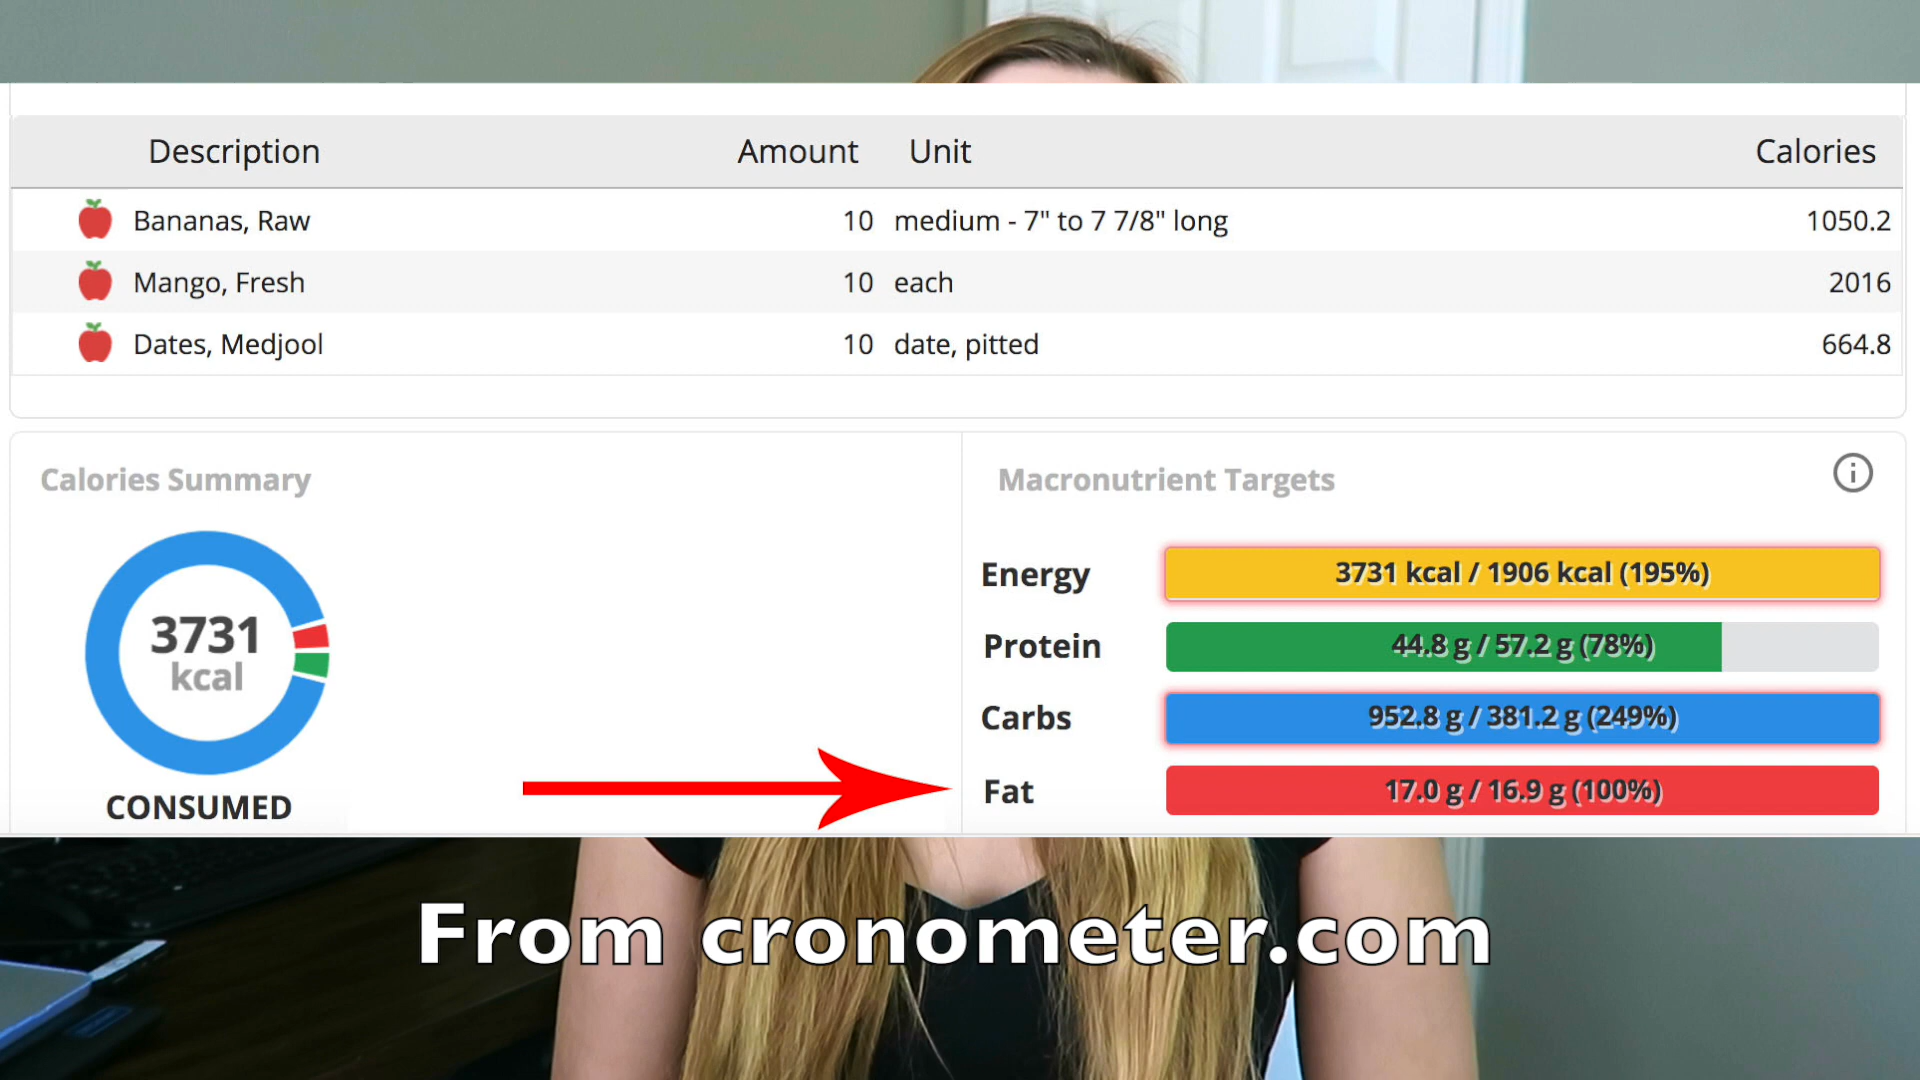 Description Amount Unit Calories
Bananas, Raw 10 medium - 7" to 7 7/8" long 1050.2
Mango, Fresh 10 each 2016
Dates, Medjool 10 date, pitted 664.8
Calories Summary
3731
kcal
CONSUMED
Macronutrient Targets
Energy 3731 kcal / 1906 kcal (195%)
Protein 44.8 g / 57.2 g (78%)
Carbs 952.8 g / 381.2 g (249%)
Fat 17.0 g / 16.9 g (100%)
From cronometer.com